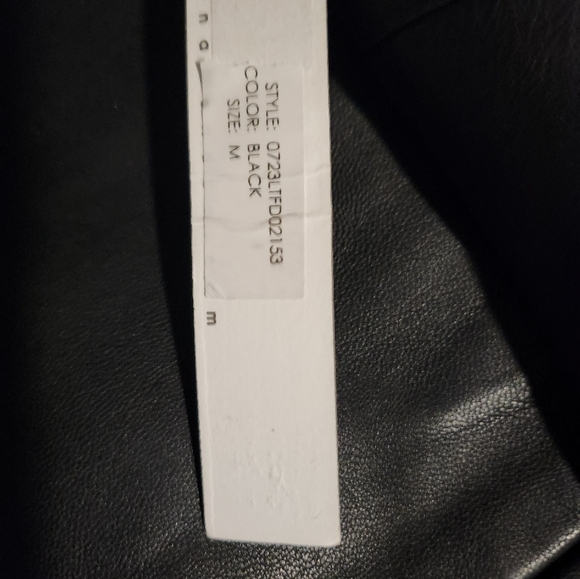 n a
STYLE: 0723LTFD02153
COLOR: BLACK
SIZE: M
m